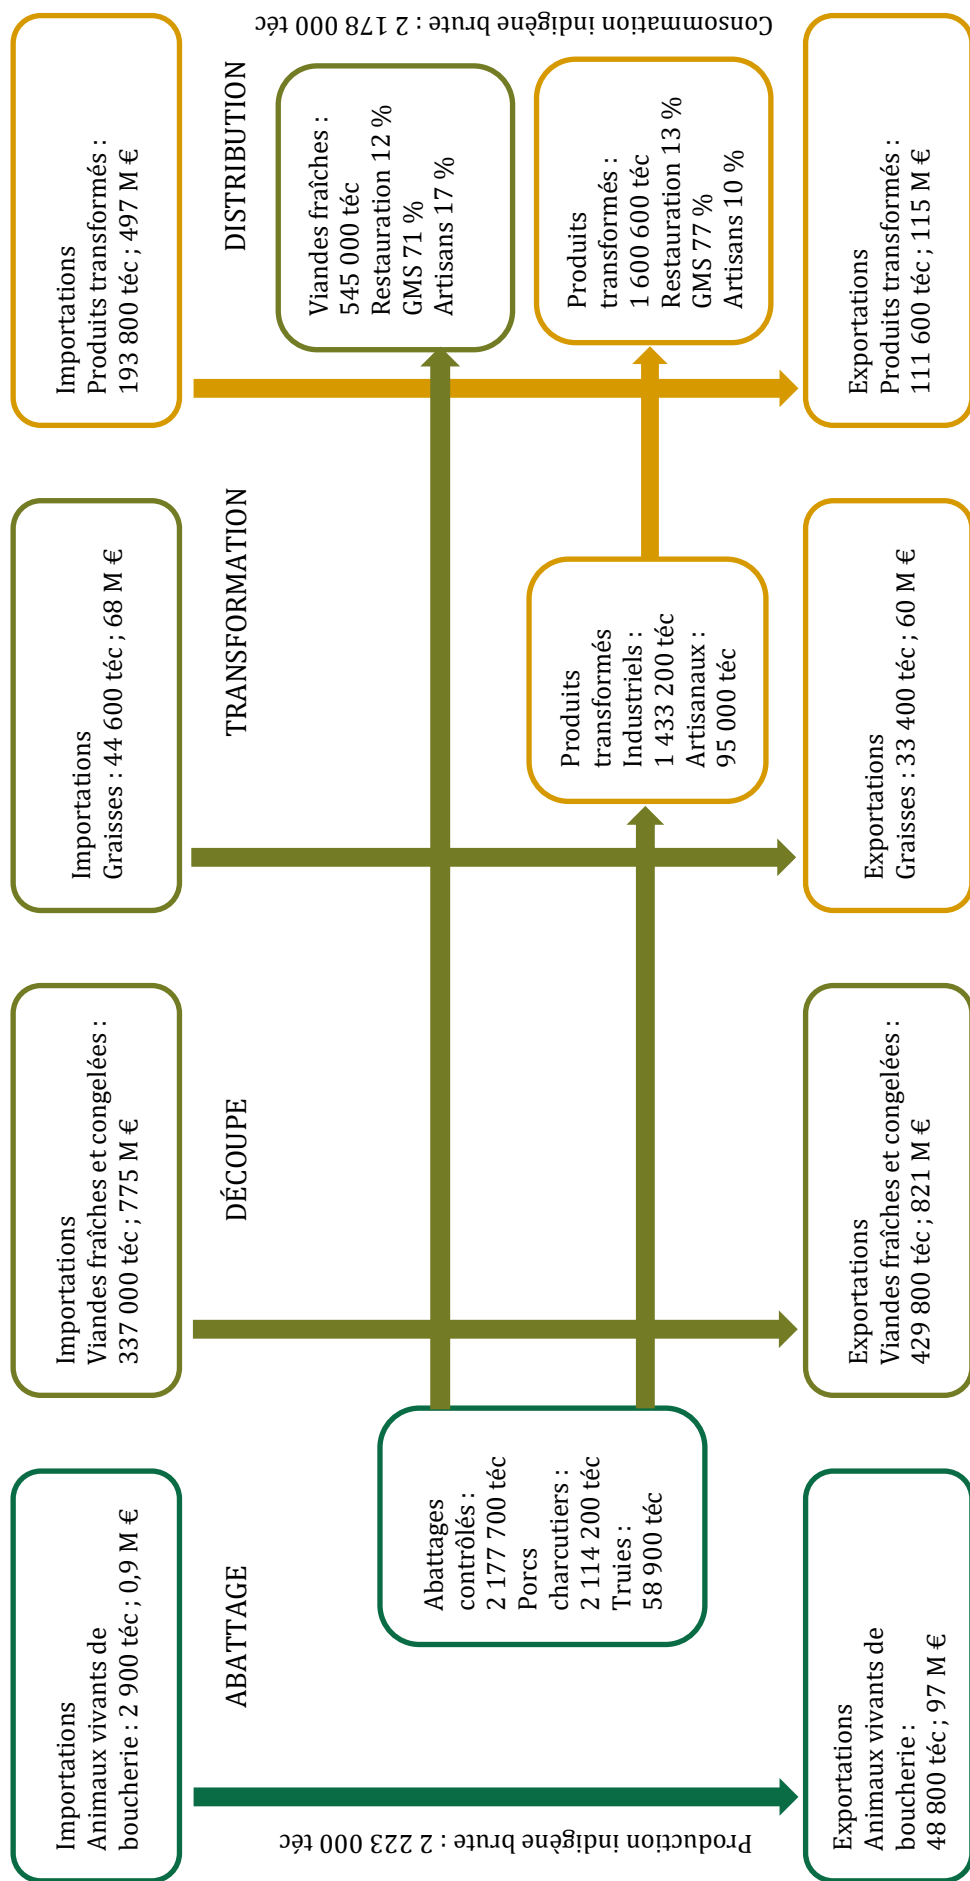 Importations
Animaux vivants de
boucherie : 2 900 téc ; 0,9 M €
Importations
Viandes fraîches et congelées :
337 000 téc ; 775 M €
Importations
Graisses : 44 600 téc ; 68 M €
Importations
Produits transformés :
193 800 téc ; 497 M €
ABATTAGE
DÉCOUPE
TRANSFORMATION
DISTRIBUTION
Production indigène brute : 2 223 000 téc
Abattages
contrôlés :
2 177 700 téc
Porcs
charcutiers :
2 114 200 téc
Truies :
58 900 téc
Produits
transformés
Industriels :
1 433 200 téc
Artisanaux :
95 000 téc
Viandes fraîches :
545 000 téc
Restauration 12 %
GMS 71 %
Artisans 17 %
Produits
transformés :
1 600 600 téc
Restauration 13 %
GMS 77 %
Artisans 10 %
Consommation indigène brute : 2 178 000 téc
Exportations
Animaux vivants de
boucherie :
48 800 téc ; 97 M €
Exportations
Viandes fraîches et congelées :
429 800 téc ; 821 M €
Exportations
Graisses : 33 400 téc ; 60 M €
Exportations
Produits transformés :
111 600 téc ; 115 M €